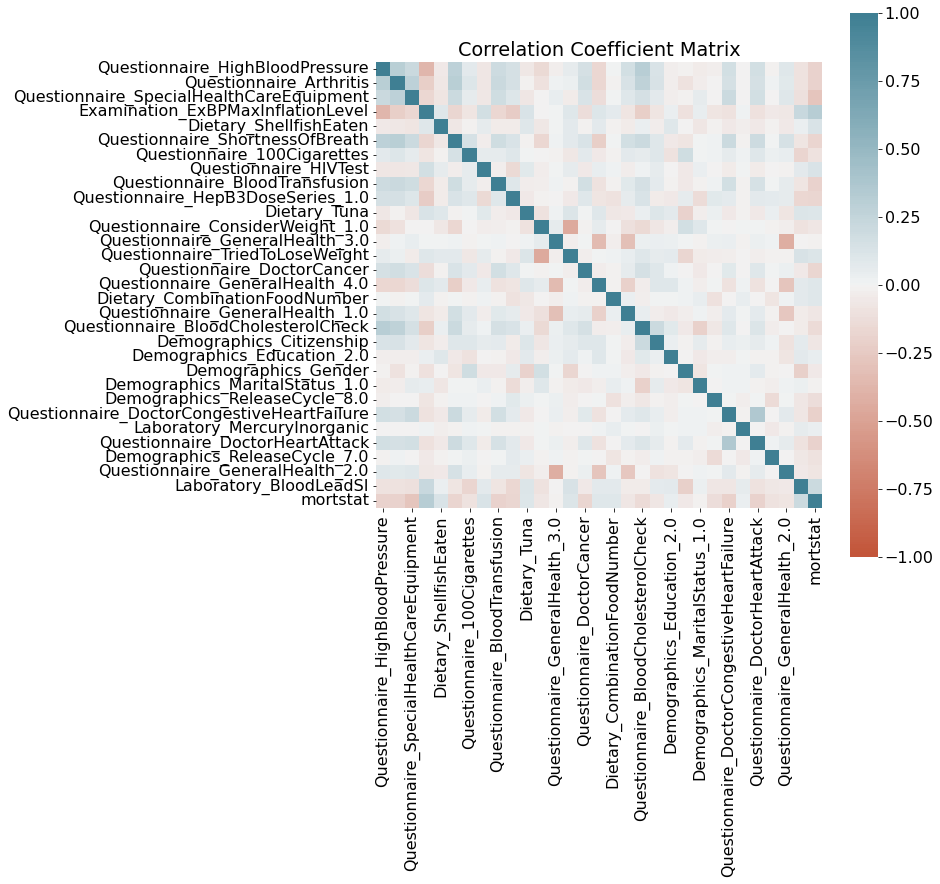 Correlation Coefficient Matrix
Questionnaire_HighBloodPressure
Questionnaire_Arthritis
Questionnaire_SpecialHealthCareEquipment
Examination_ExBPMaxInflationLevel
Dietary_ShellfishEaten
Questionnaire_ShortnessOfBreath
Questionnaire_100Cigarettes
Questionnaire_HIVTest
Questionnaire_BloodTransfusion
Questionnaire_HepB3DoseSeries_1.0
Dietary_Tuna
Questionnaire_ConsiderWeight_1.0
Questionnaire_GeneralHealth_3.0
Questionnaire_TriedToLoseWeight
Questionnaire_DoctorCancer
Questionnaire_GeneralHealth_4.0
Dietary_CombinationFoodNumber
Questionnaire_GeneralHealth_1.0
Questionnaire_BloodCholesterolCheck
Demographics_Citizenship
Demographics_Education_2.0
Demographics_Gender
Demographics_MaritalStatus_1.0
Demographics_ReleaseCycle_8.0
Questionnaire_DoctorCongestiveHeartFailure
Laboratory_MercuryInorganic
Questionnaire_DoctorHeartAttack
Demographics_ReleaseCycle_7.0
Questionnaire_GeneralHealth_2.0
Laboratory_BloodLeadSI
mortstat
Questionnaire_HighBloodPressure
Questionnaire_SpecialHealthCareEquipment
Dietary_ShellfishEaten
Questionnaire_100Cigarettes
Questionnaire_BloodTransfusion
Dietary_Tuna
Questionnaire_GeneralHealth_3.0
Questionnaire_DoctorCancer
Dietary_CombinationFoodNumber
Questionnaire_BloodCholesterolCheck
Demographics_Education_2.0
Demographics_MaritalStatus_1.0
Questionnaire_DoctorCongestiveHeartFailure
Questionnaire_DoctorHeartAttack
Questionnaire_GeneralHealth_2.0
mortstat
1.00
0.75
0.50
0.25
0.00
−0.25
−0.50
−0.75
−1.00